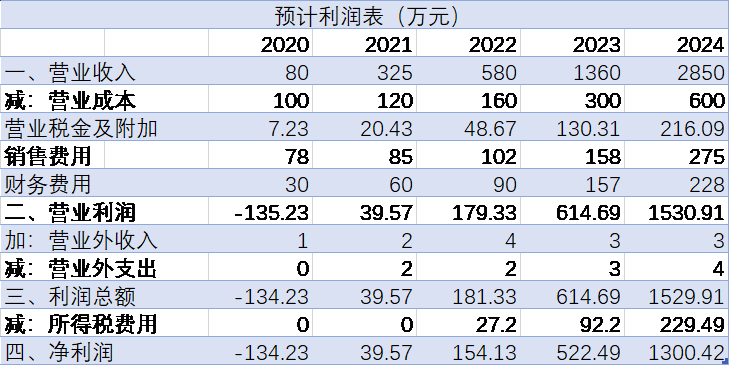 预计利润表（万元）
2020 2021 2022 2023 2024
一、营业收入 80 325 580 1360 2850
减：营业成本 100 120 160 300 600
营业税金及附加 7.23 20.43 48.67 130.31 216.09
销售费用 78 85 102 158 275
财务费用 30 60 90 157 228
二、营业利润 -135.23 39.57 179.33 614.69 1530.91
加：营业外收入 1 2 4 3 3
减：营业外支出 0 2 2 3 4
三、利润总额 -134.23 39.57 181.33 614.69 1529.91
减：所得税费用 0 0 27.2 92.2 229.49
四、净利润 -134.23 39.57 154.13 522.49 1300.42